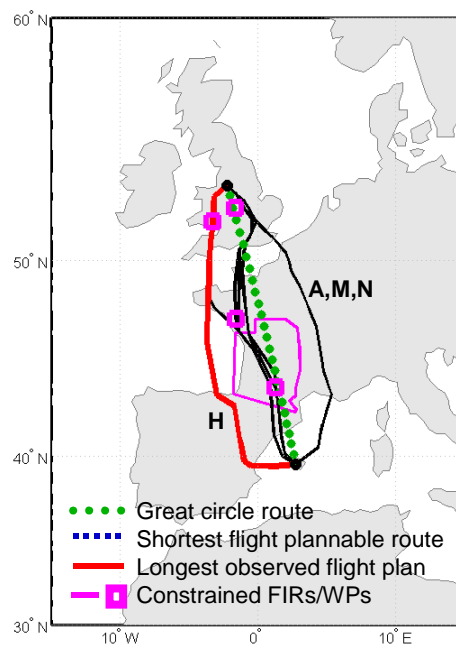 60° N
50° N
A,M,N
H
40° N
Great circle route
Shortest flight plannable route
Longest observed flight plan
Constrained FIRs/WPs
30° N
10° W 0° 10° E